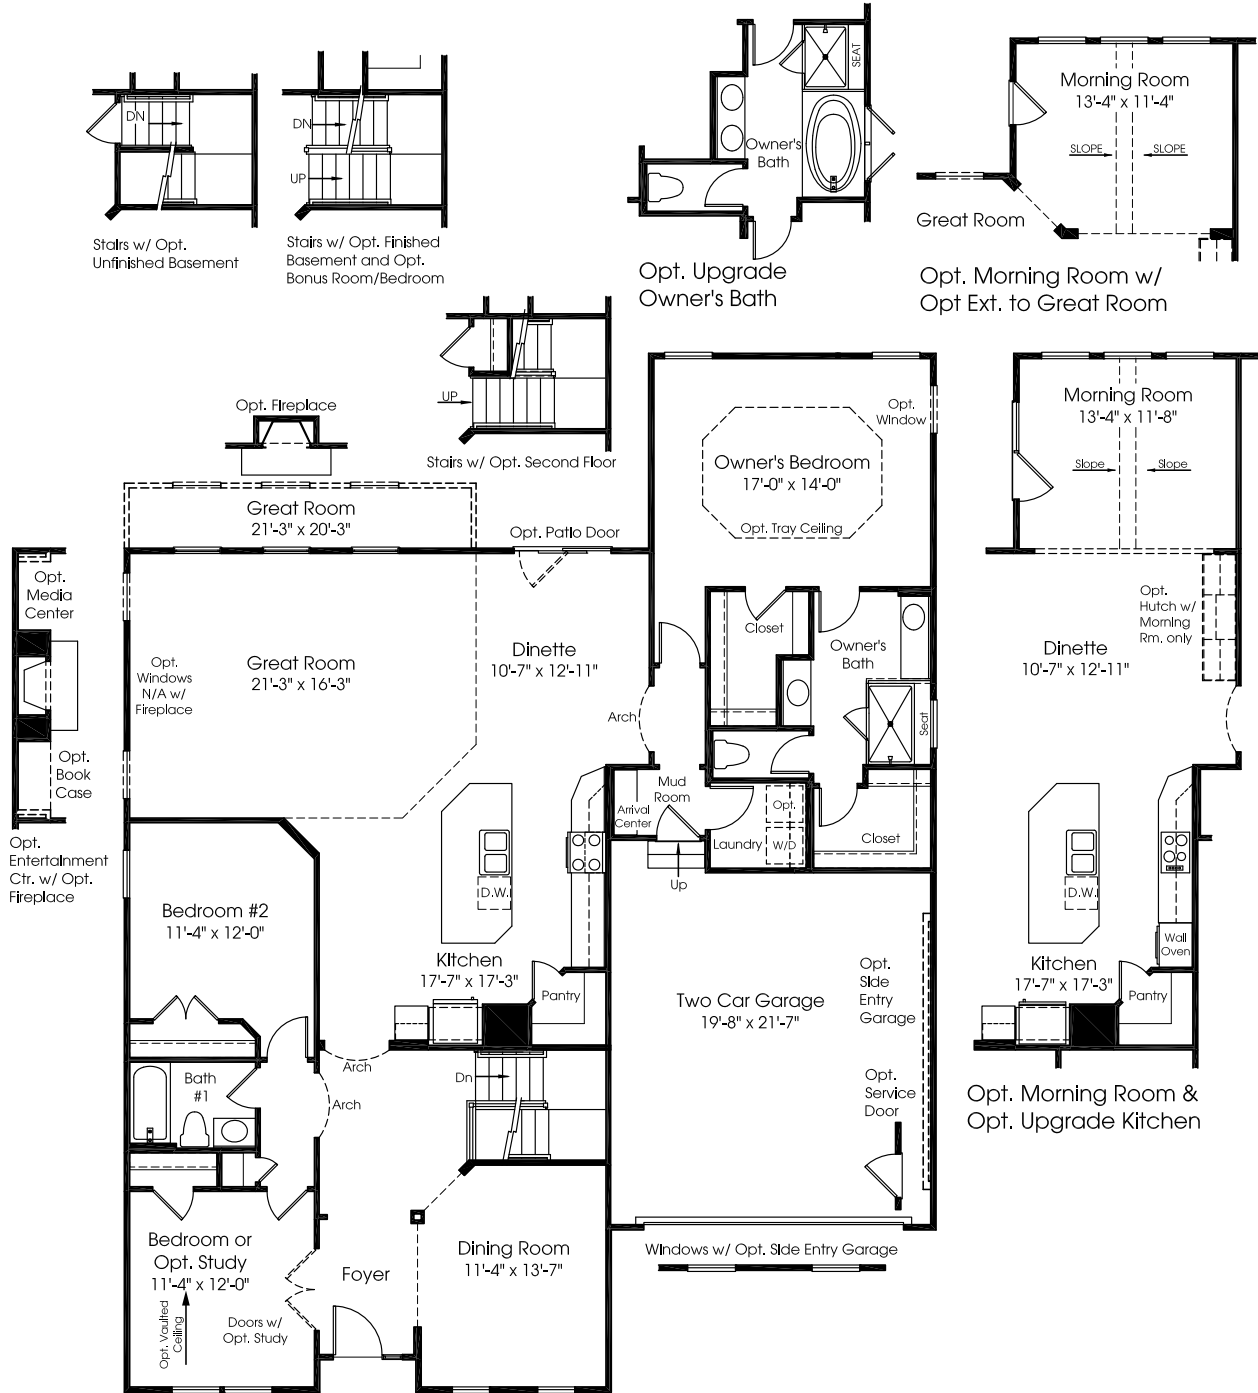 DN
Stairs w/ Opt.
Unfinished Basement
DN
UP
Stairs w/ Opt. Finished
Basement and Opt.
Bonus Room/Bedroom
SEAT
Owner's
Bath
Opt. Upgrade
Owner's Bath
Morning Room
13'-4" x 11'-4"
SLOPE
SLOPE
Great Room
Opt. Morning Room w/
Opt Ext. to Great Room
UP
Stairs w/ Opt. Second Floor
Opt. Fireplace
Great Room
21'-3" x 20'-3"
Opt. Patio Door
Opt.
Window
Owner's Bedroom
17'-0" x 14'-0"
Opt. Tray Ceiling
Morning Room
13'-4" x 11'-8"
Slope
Slope
Opt.
Media
Center
Opt.
Book
Case
Opt.
Entertainment
Ctr. w/ Opt.
Fireplace
Opt.
Windows
N/A w/
Fireplace
Great Room
21'-3" x 16'-3"
Dinette
10'-7" x 12'-11"
Arch
Closet
Owner's
Bath
Seat
Opt.
Hutch w/
Morning
Rm. only
Dinette
10'-7" x 12'-11"
Mud
Room
Arrival
Center
Laundry
Opt.
W/D
Closet
Up
D.W.
Bedroom #2
11'-4" x 12'-0"
Kitchen
17'-7" x 17'-3"
Pantry
Two Car Garage
19'-8" x 21'-7"
Opt.
Side
Entry
Garage
Opt.
Service
Door
D.W.
Wall
Oven
Kitchen
17'-7" x 17'-3"
Pantry
Opt. Morning Room &
Opt. Upgrade Kitchen
Arch
Bath
#1
Arch
Dn
Bedroom or
Opt. Study
11'-4" x 12'-0"
Opt. Vaulted
Ceiling
Doors w/
Opt. Study
Foyer
Dining Room
11'-4" x 13'-7"
Windows w/ Opt. Side Entry Garage